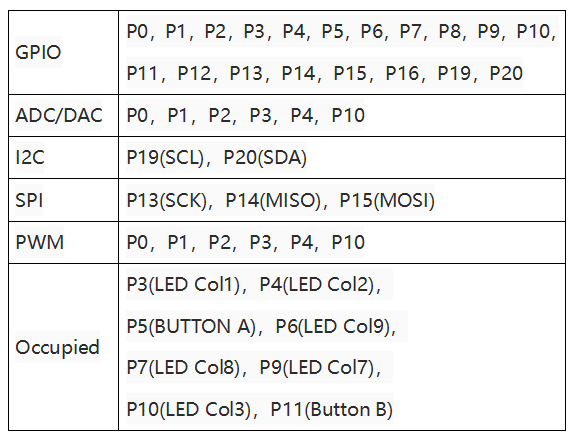 GPIO
P0，P1，P2，P3，P4，P5，P6，P7，P8，P9，P10，
P11，P12，P13，P14，P15，P16，P19，P20
ADC/DAC
P0，P1，P2，P3，P4，P10
I2C
P19(SCL)，P20(SDA)
SPI
P13(SCK)，P14(MISO)，P15(MOSI)
PWM
P0，P1，P2，P3，P4，P10
Occupied
P3(LED Col1)，P4(LED Col2)，
P5(BUTTON A)，P6(LED Col9)，
P7(LED Col8)，P9(LED Col7)，
P10(LED Col3)，P11(Button B)